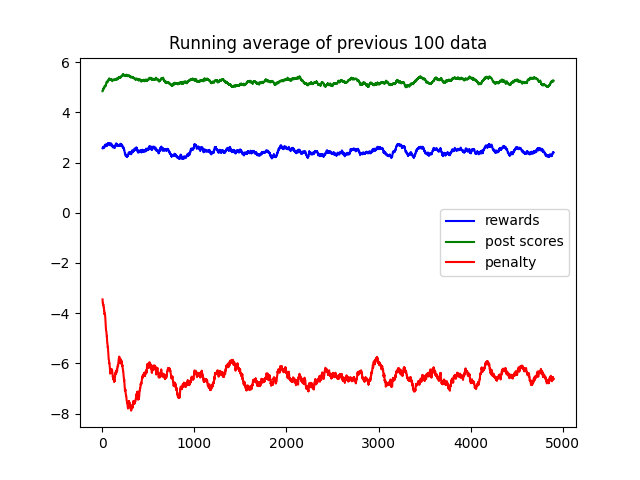 Running average of previous 100 data
6
4
2
0
−2
−4
−6
−8
rewards
post scores
penalty
0 1000 2000 3000 4000 5000